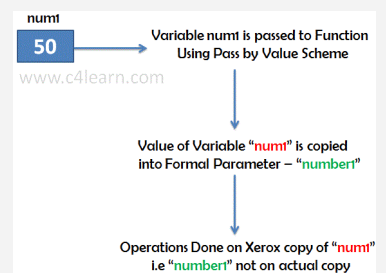 num1
50
Variable num1 is passed to Function
Using Pass by Value Scheme
www.c4learn.com
Value of Variable “num1” is copied
into Formal Parameter – “number1”
Operations Done on Xerox copy of “num1”
i.e “number1” not on actual copy